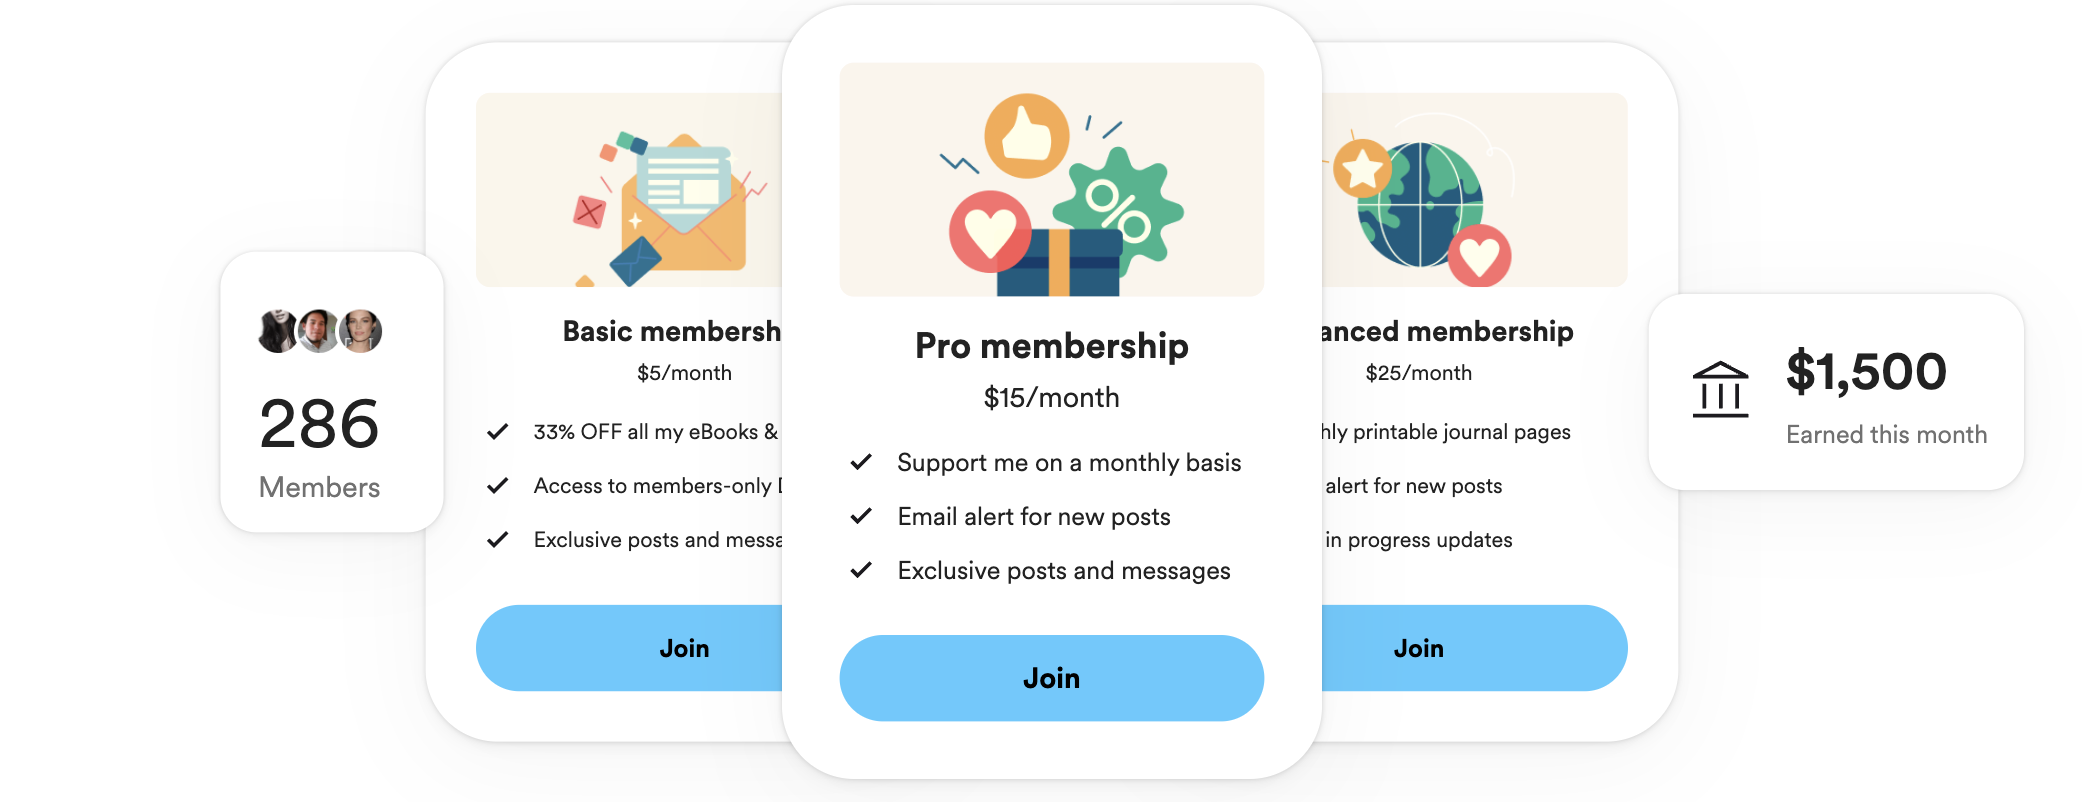 286
Members
Basic membersh
$5/month
33% OFF all my eBooks &
Access to members-only
Exclusive posts and messa
Join
Pro membership
$15/month
Support me on a monthly basis
Email alert for new posts
Exclusive posts and messages
Join
anced membership
$25/month
hly printable journal pages
alert for new posts
in progress updates
Join
$1,500
Earned this month